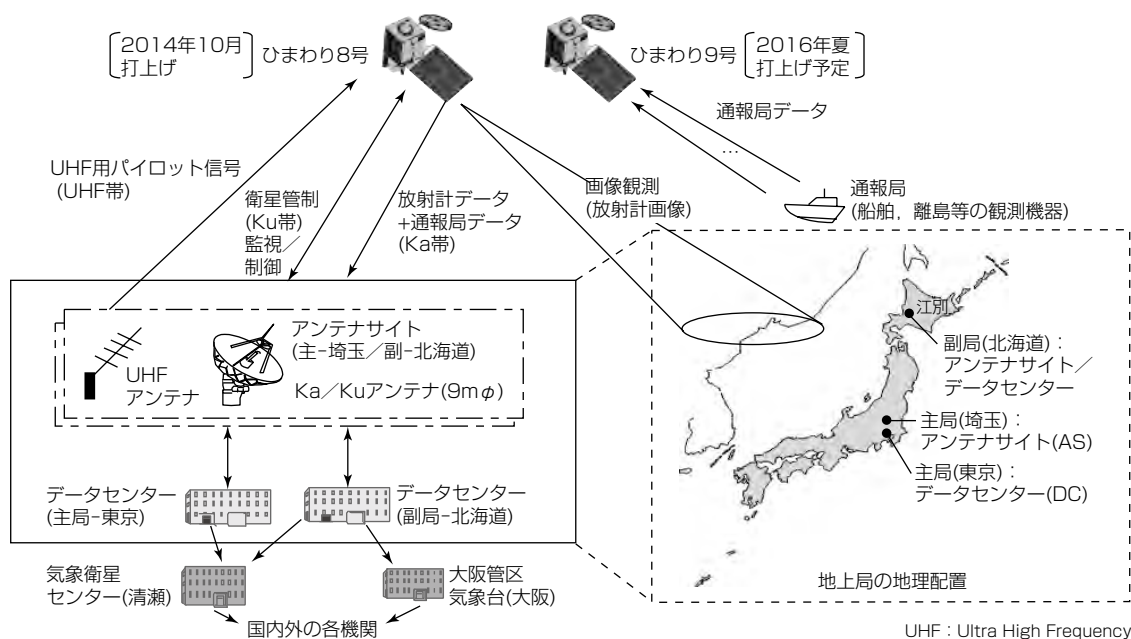 2014年10月
打上げ
ひまわり8号
ひまわり9号
2016年夏
打上げ予定
通報局データ
…
UHF用パイロット信号
(UHF帯)
衛星管制
(Ku帯)
監視／
制御
放射計データ
+通報局データ
(Ka帯)
画像観測
(放射計画像)
通報局
(船舶，離島等の観測機器)
アンテナサイト
(主-埼玉／副-北海道)
UHF
アンテナ
Ka／Kuアンテナ(9mφ)
江別
副局(北海道)：
アンテナサイト／
データセンター
主局(埼玉)：
アンテナサイト(AS)
主局(東京)：
データセンター(DC)
データセンター
(主局-東京)
データセンター
(副局-北海道)
気象衛星
センター(清瀬)
大阪管区
気象台(大阪)
地上局の地理配置
国内外の各機関
UHF：Ultra High Frequency